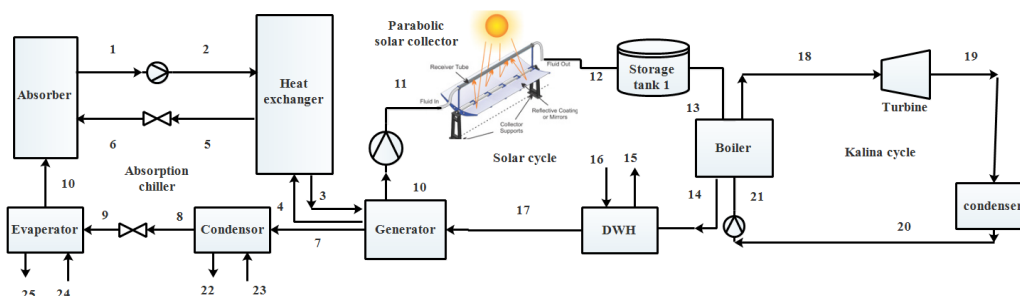 1
2
Absorber
Heat
exchanger
6
5
10
Absorption
chiller
Evaperator
9
8
Condensor
25
24
22
23
3
4
7
Generator
10
11
Parabolic
solar collector
Receiver Tube
Fluid Out
Fluid In
Reflective Coating
or Mirrors
Collector
Supports
Solar cycle
12
Storage
tank 1
13
Boiler
14
21
16
15
DWH
17
18
Turbine
19
Kalina cycle
condenser
20